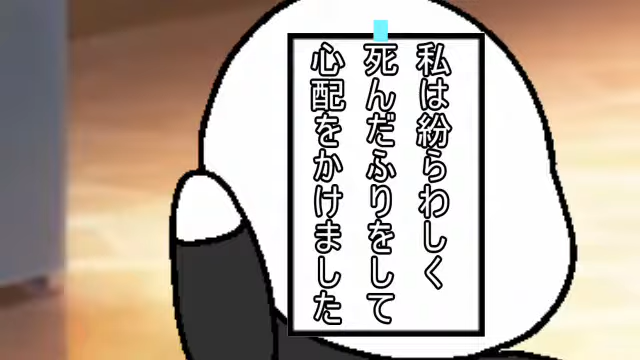 私は紛らわしく
死んだふりをして
心配をかけました